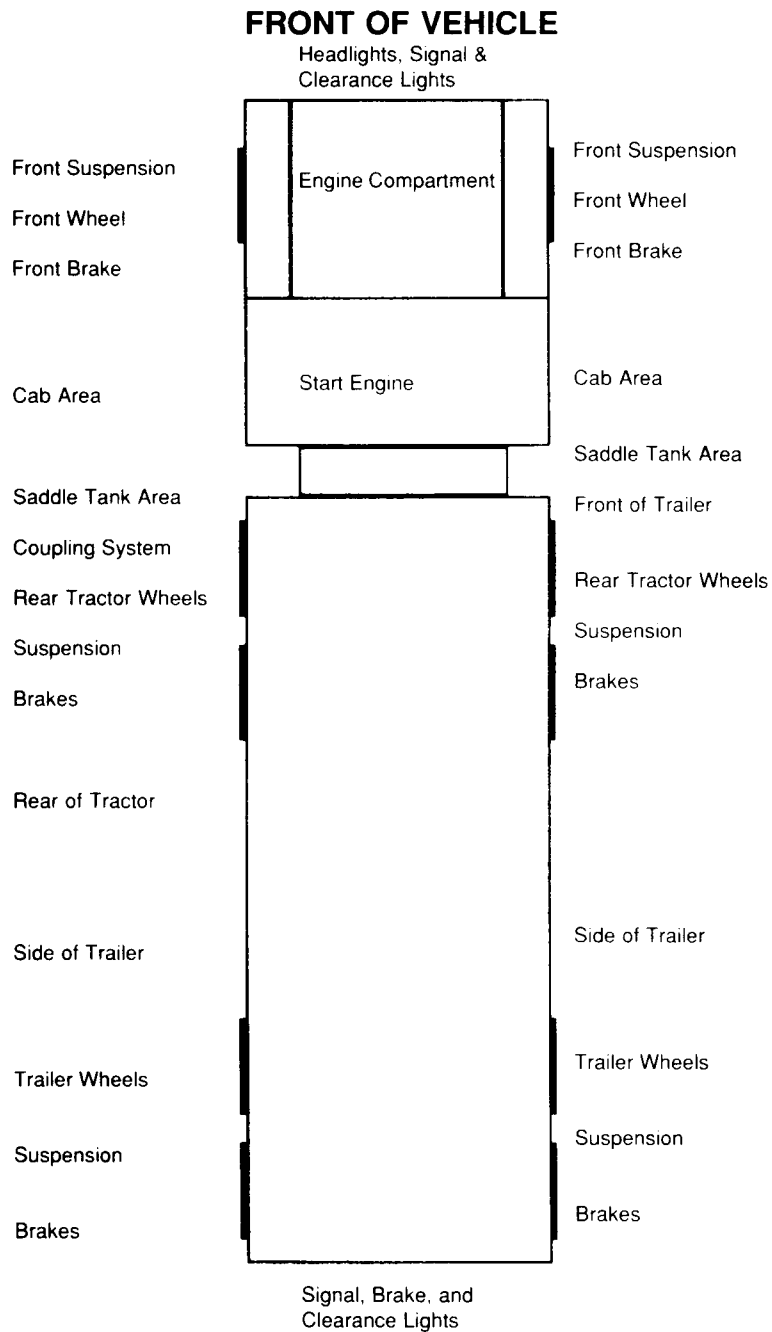 FRONT OF VEHICLE
Headlights, Signal &
Clearance Lights
Front Suspension
Front Wheel
Front Brake
Cab Area
Saddle Tank Area
Coupling System
Rear Tractor Wheels
Suspension
Brakes
Rear of Tractor
Side of Trailer
Trailer Wheels
Suspension
Brakes
Engine Compartment
Start Engine
Front Suspension
Front Wheel
Front Brake
Cab Area
Saddle Tank Area
Front of Trailer
Rear Tractor Wheels
Suspension
Brakes
Side of Trailer
Trailer Wheels
Suspension
Brakes
Signal, Brake, and
Clearance Lights